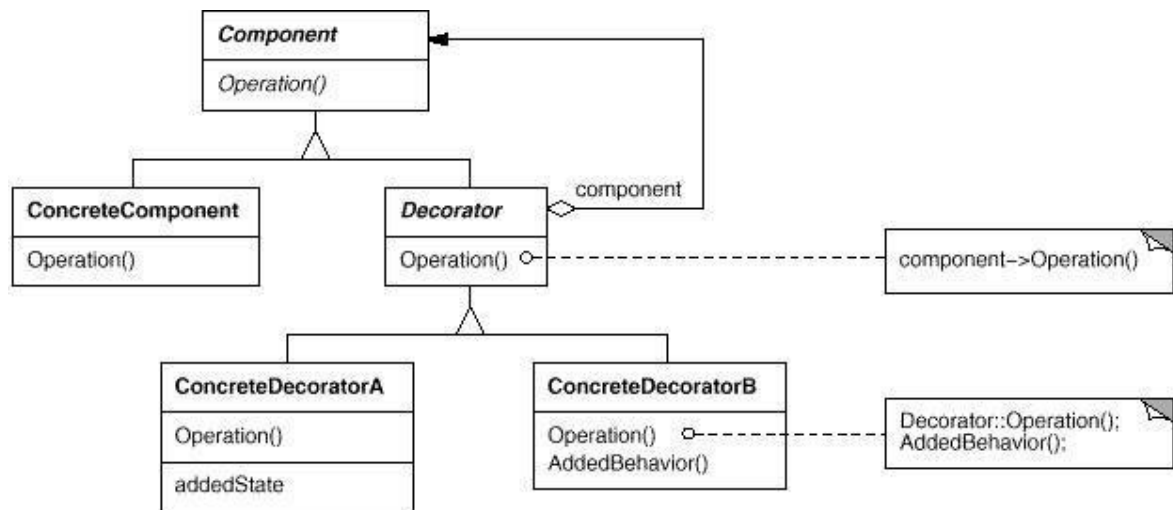 Component
Operation()
component
ConcreteComponent
Operation()
Decorator
Operation()
component->Operation()
ConcreteDecoratorA
Operation()
addedState
ConcreteDecoratorB
Operation()
AddedBehavior()
Decorator::Operation();
AddedBehavior();